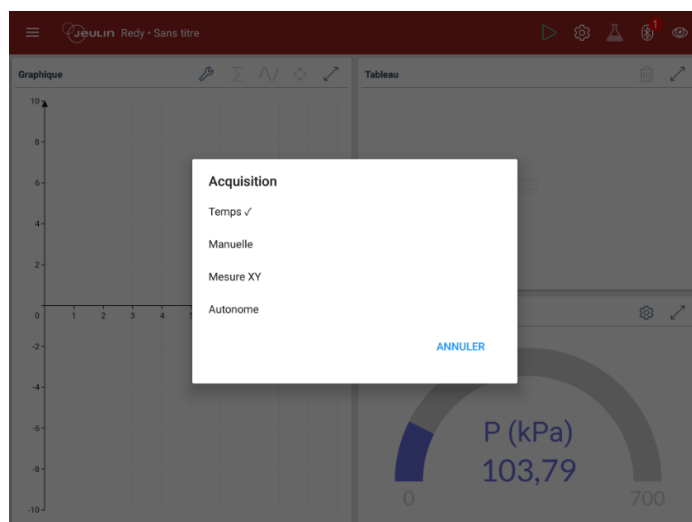 Jeulin Redy • Sans titre
1
Graphique
Tableau
10
8
6
4
2
0
1 2 3 4 5
-2
-4
-6
-8
-10
Acquisition
Temps ✓
Manuelle
Mesure XY
Autonome
ANNULER
P (kPa)
103,79
0
700